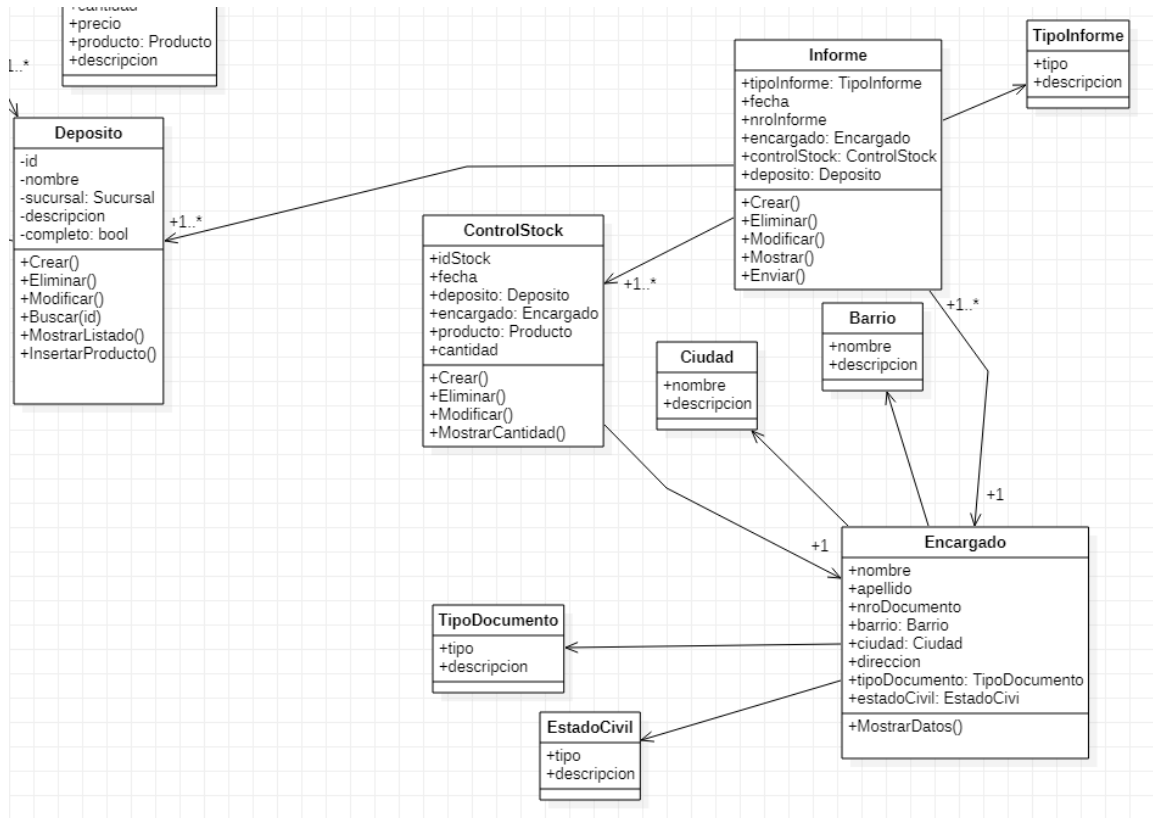 +cantidad
+precio
+producto: Producto
+descripcion
1..*
Deposito
-id
-nombre
-sucursal: Sucursal
-descripcion
-completo: bool
+Crear()
+Eliminar()
+Modificar()
+Buscar(id)
+MostrarListado()
+InsertarProducto()
+1..*
ControlStock
+idStock
+fecha
+deposito: Deposito
+encargado: Encargado
+producto: Producto
+cantidad
+Crear()
+Eliminar()
+Modificar()
+MostrarCantidad()
+1..*
Informe
+tipoInforme: TipoInforme
+fecha
+nroInforme
+encargado: Encargado
+controlStock: ControlStock
+deposito: Deposito
+Crear()
+Eliminar()
+Modificar()
+Mostrar()
+Enviar()
+1..*
TipoInforme
+tipo
+descripcion
Barrio
+nombre
+descripcion
Ciudad
+nombre
+descripcion
+1
+1
Encargado
+nombre
+apellido
+nroDocumento
+barrio: Barrio
+ciudad: Ciudad
+direccion
+tipoDocumento: TipoDocumento
+estadoCivil: EstadoCivi
+MostrarDatos()
TipoDocumento
+tipo
+descripcion
EstadoCivil
+tipo
+descripcion